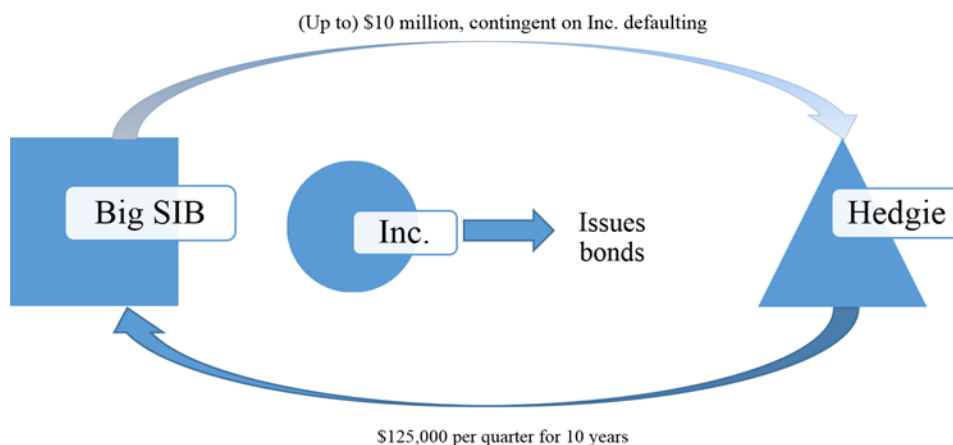 (Up to) $10 million, contingent on Inc. defaulting
Big SIB
Inc.
Issues
bonds
Hedgie
$125,000 per quarter for 10 years